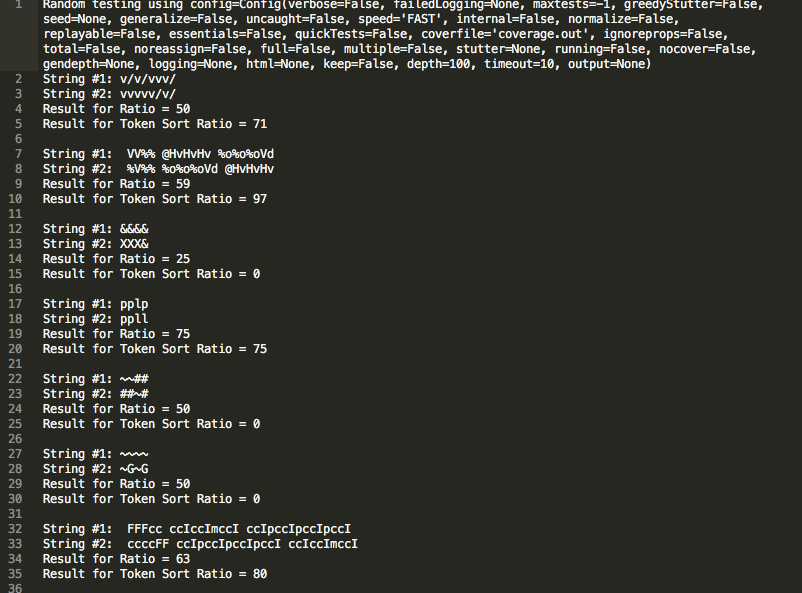 1 Random testing using config=Config(verbose=False, failedLogging=None, maxtests=-1, greedyStutter=False,
seed=None, generalize=False, uncaught=False, speed='FAST', internal=False, normalize=False,
replayable=False, essentials=False, quickTests=False, coverfile='coverage.out', ignoreprops=False,
total=False, noreassign=False, full=False, multiple=False, stutter=None, running=False, nocover=False,
gendepth=None, logging=None, html=None, keep=False, depth=100, timeout=10, output=None)
2 String #1: v/v/vvv/
3 String #2: vvvvv/v/
4 Result for Ratio = 50
5 Result for Token Sort Ratio = 71
6
7 String #1:  VV%% @HvHvHv %o%o%oVd
8 String #2:  %V%% %o%o%oVd @HvHvHv
9 Result for Ratio = 59
10 Result for Token Sort Ratio = 97
11
12 String #1: &&&&
13 String #2: XXX&
14 Result for Ratio = 25
15 Result for Token Sort Ratio = 0
16
17 String #1: pplp
18 String #2: ppll
19 Result for Ratio = 75
20 Result for Token Sort Ratio = 75
21
22 String #1: ~~##
23 String #2: ##~#
24 Result for Ratio = 50
25 Result for Token Sort Ratio = 0
26
27 String #1: ~~~~
28 String #2: ~G~G
29 Result for Ratio = 50
30 Result for Token Sort Ratio = 0
31
32 String #1:  FFFcc ccIccImccI ccIpccIpccIpccI
33 String #2:  ccccFF ccIpccIpccIpccI ccIccImccI
34 Result for Ratio = 63
35 Result for Token Sort Ratio = 80
36